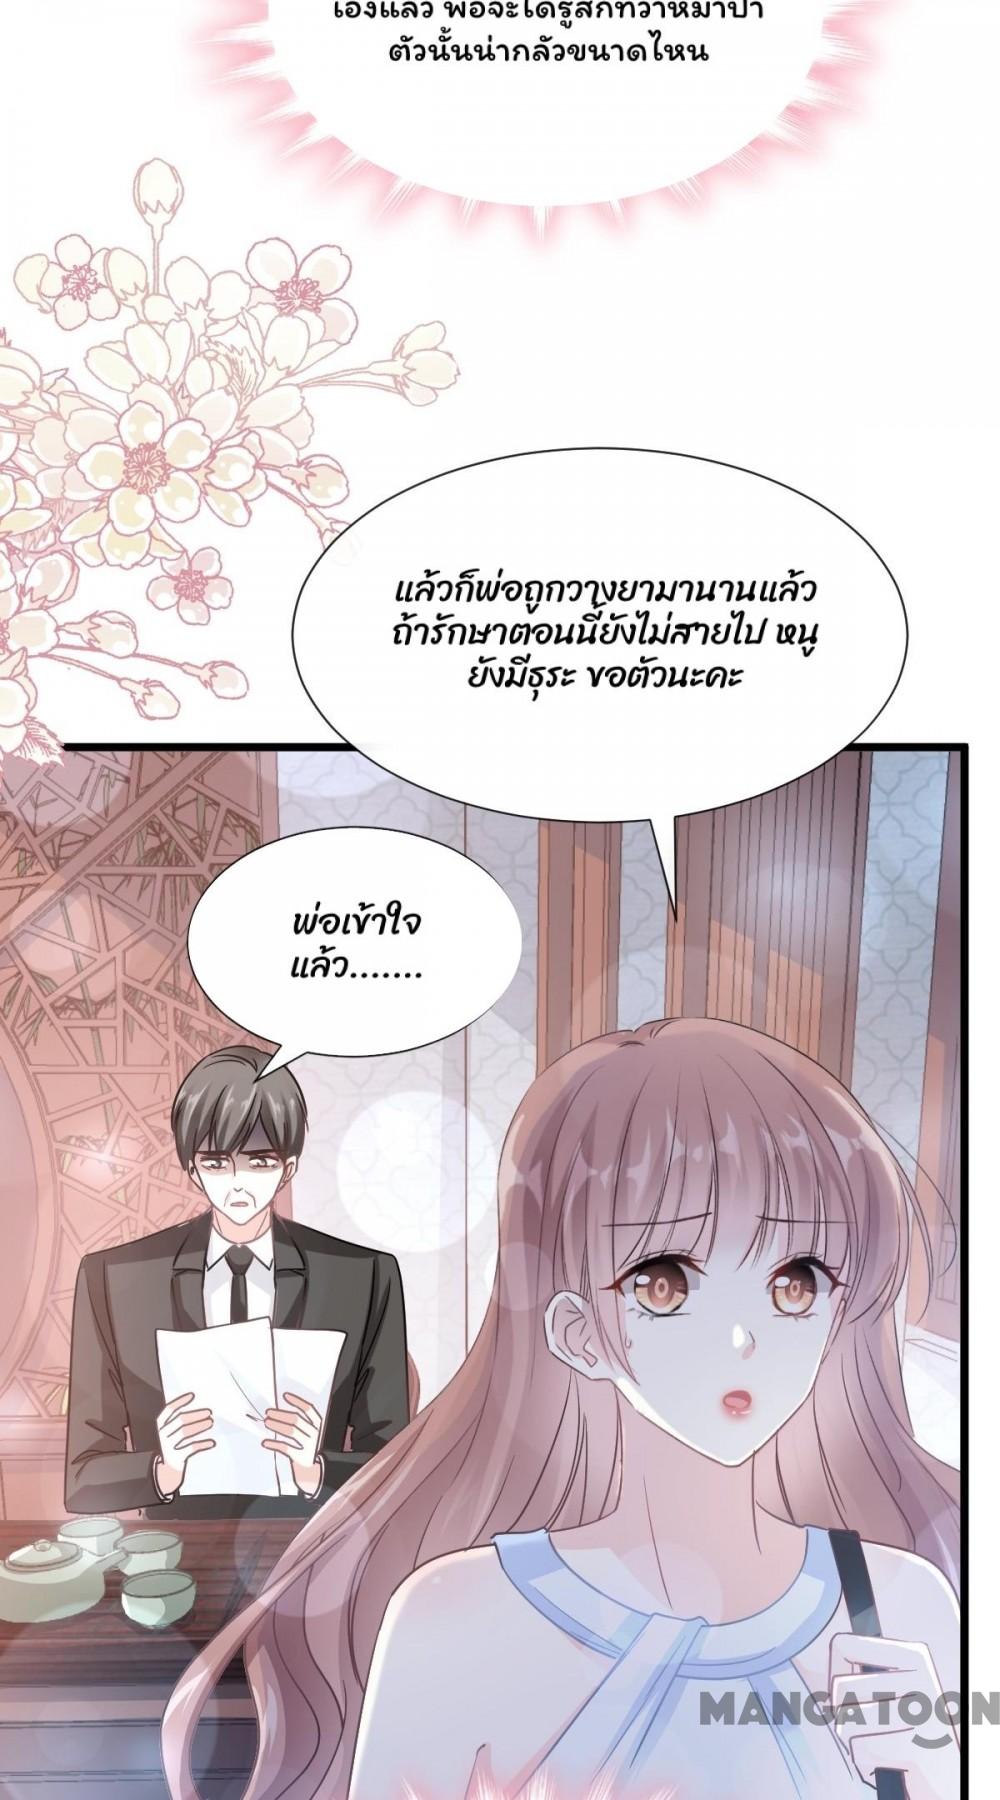 เองแล้ว พ่อจะได้รู้สึกที่ว่าหมาป่า
ตัวนั้นน่ากลัวขนาดไหน
แล้วก็พ่อถูกวางยามานานแล้ว
ถ้ารักษาตอนนี้ยังไม่สายไป หนู
ยังมีธุระ ขอตัวนะคะ
พ่อเข้าใจ
แล้ว.......
MANGATOON